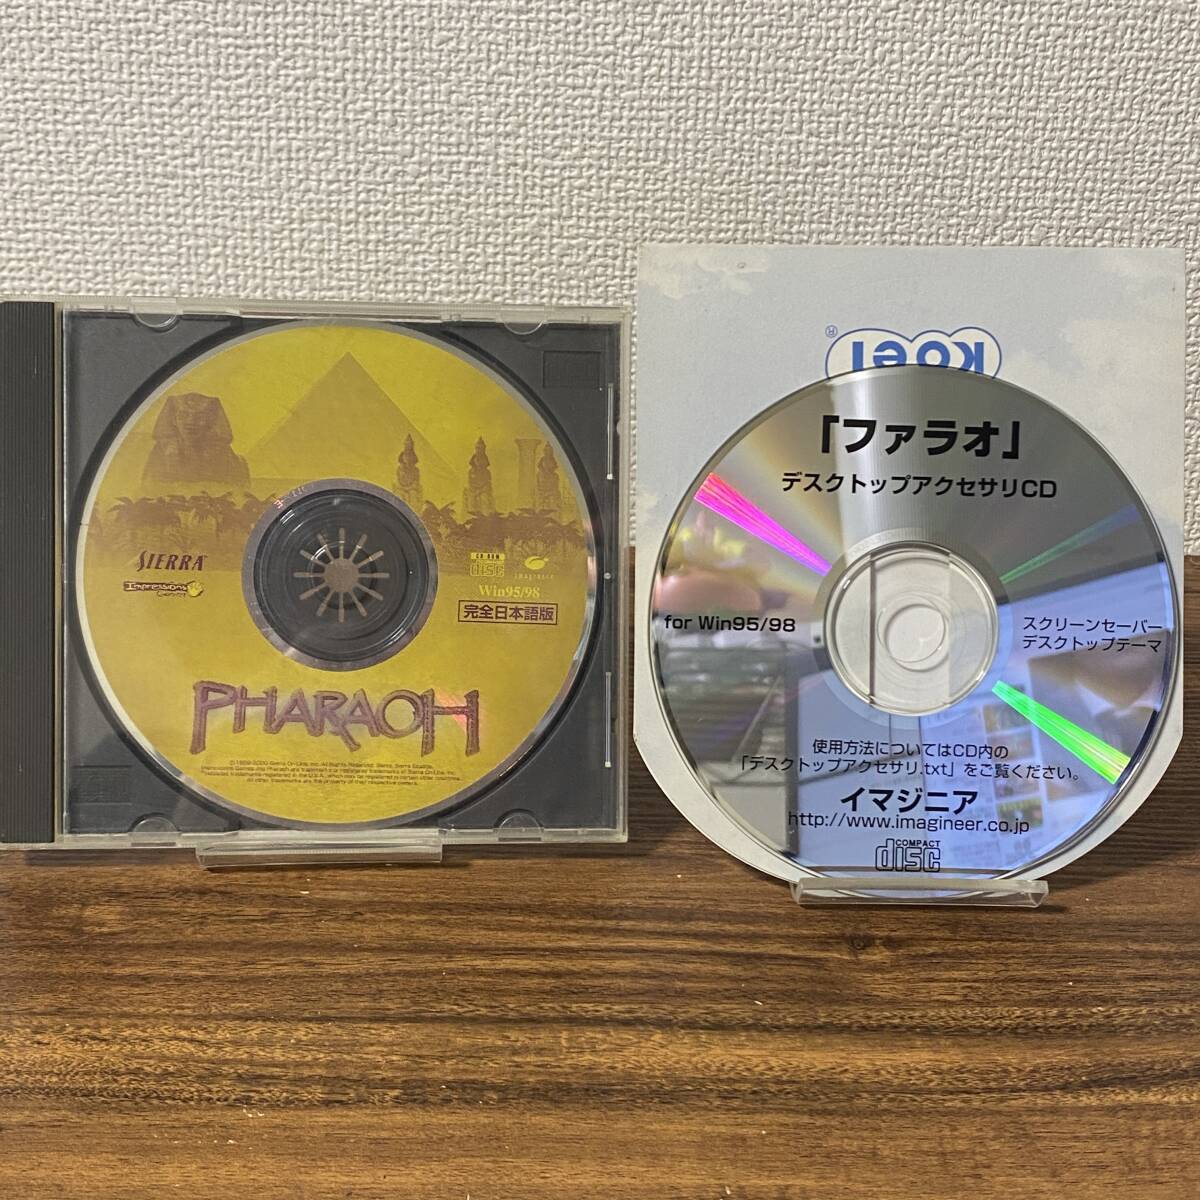 SIERRA
Impressions
CD-ROM
disc
imagineer
Win95/98
完全日本語版
PHARAOH
KOEI®
「ファラオ」
デスクトップアクセサリCD
for Win95/98
スクリーンセーバー
デスクトップテーマ
使用方法についてはCD内の
「デスクトップアクセサリ.txt」をご覧ください。
イマジニア
http://www.imagineer.co.jp
COMPACT
disc